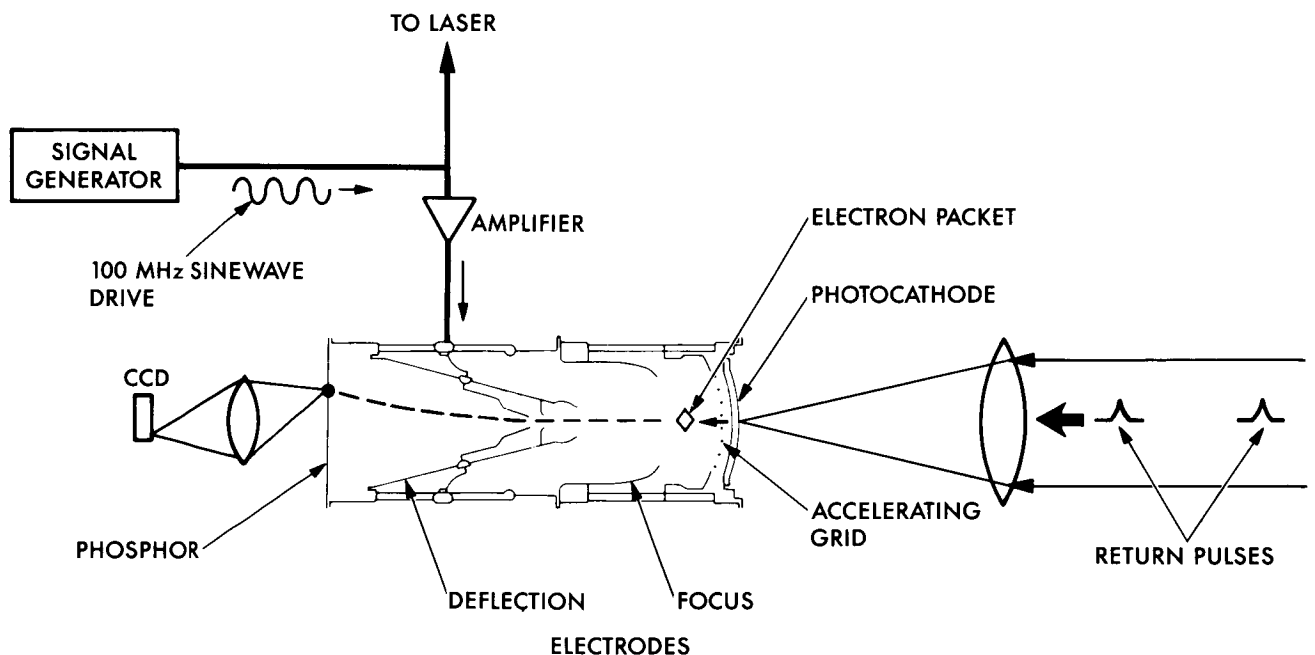 TO LASER
SIGNAL
GENERATOR
AMPLIFIER
ELECTRON PACKET
100 MHz SINEWAVE
DRIVE
PHOTOCATHODE
CCD
ACCELERATING
GRID
PHOSPHOR
RETURN PULSES
DEFLECTION
FOCUS
ELECTRODES